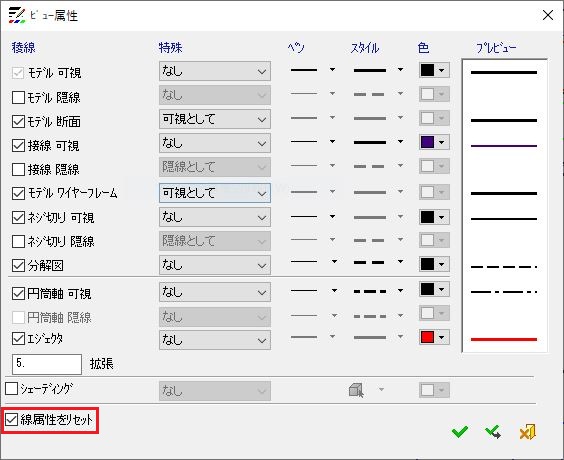 ビュー属性
稜線 特殊 ペン スタイル 色 プレビュー
モデル 可視 なし
モデル 隠線 なし
モデル 断面 可視として
接線 可視 なし
接線 隠線 隠線として
モデル ワイヤーフレーム 可視として
ネジ切り 可視 なし
ネジ切り 隠線 隠線として
分解図 なし
円筒軸 可視 なし
円筒軸 隠線 なし
エジェクタ なし
5. 拡張
シェーディング なし
線属性をリセット